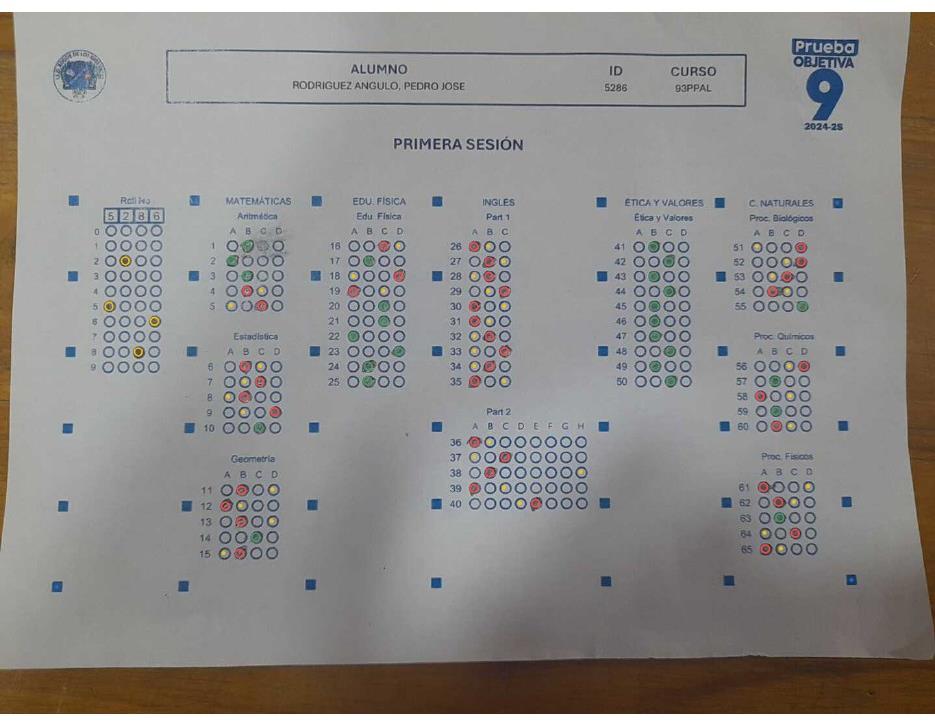 Prueba
OBJETIVA
9
2024-2S
ALUMNO ID CURSO
RODRIGUEZ ANGULO, PEDRO JOSE 5286 93PPAL
PRIMERA SESIÓN
Roll No
5 2 8 6
0
1
2
3
4
5
6
7
8
9
MATEMÁTICAS
Aritmética
A B C D
1
2
3
4
5
Estadística
A B C D
6
7
8
9
10
Geometría
A B C D
11
12
13
14
15
EDU. FÍSICA
Edu. Física
A B C D
16
17
18
19
20
21
22
23
24
25
INGLÉS
Part 1
A B C
26
27
28
29
30
31
32
33
34
35
Part 2
A B C D E F G H
36
37
38
39
40
ÉTICA Y VALORES
Ética y Valores
A B C D
41
42
43
44
45
46
47
48
49
50
C. NATURALES
Proc. Biológicos
A B C D
51
52
53
54
55
Proc. Químicos
A B C D
56
57
58
59
60
Proc. Físicos
A B C D
61
62
63
64
65